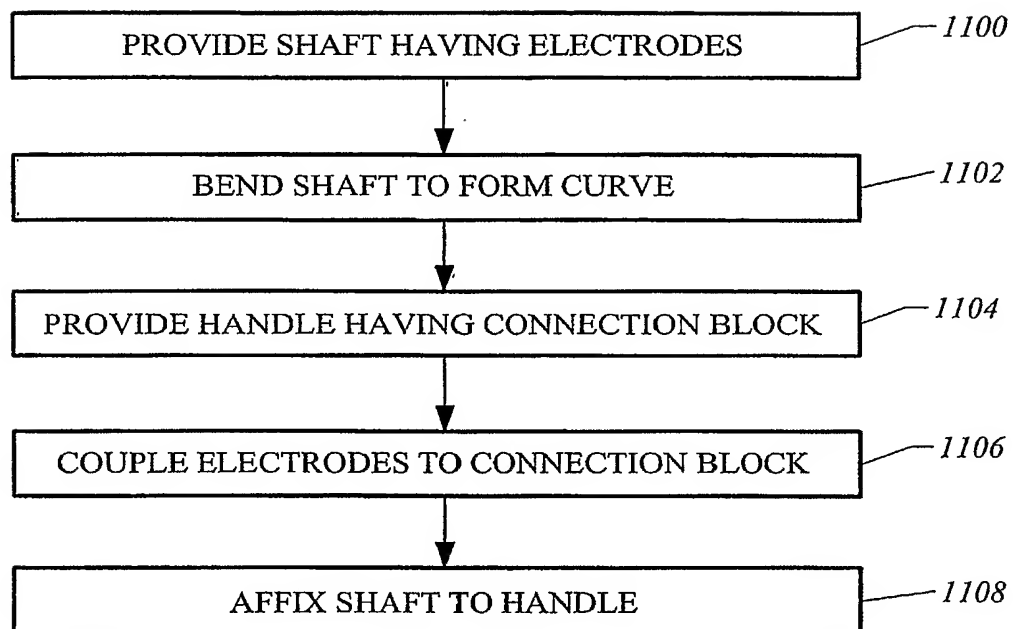 PROVIDE SHAFT HAVING ELECTRODES
1100
BEND SHAFT TO FORM CURVE
1102
PROVIDE HANDLE HAVING CONNECTION BLOCK
1104
COUPLE ELECTRODES TO CONNECTION BLOCK
1106
AFFIX SHAFT TO HANDLE
1108